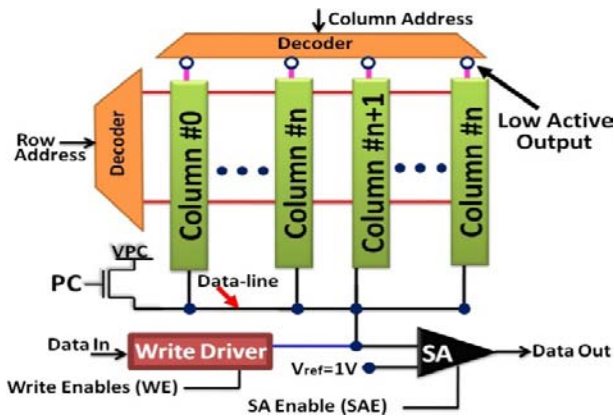 Column Address
Decoder
Row
Address
Decoder
Column #0
Column #n
Column #n+1
Column #n
Low Active
Output
VPC
PC
Data-line
Data In
Write Driver
Vref=1V
SA
Data Out
Write Enables (WE)
SA Enable (SAE)